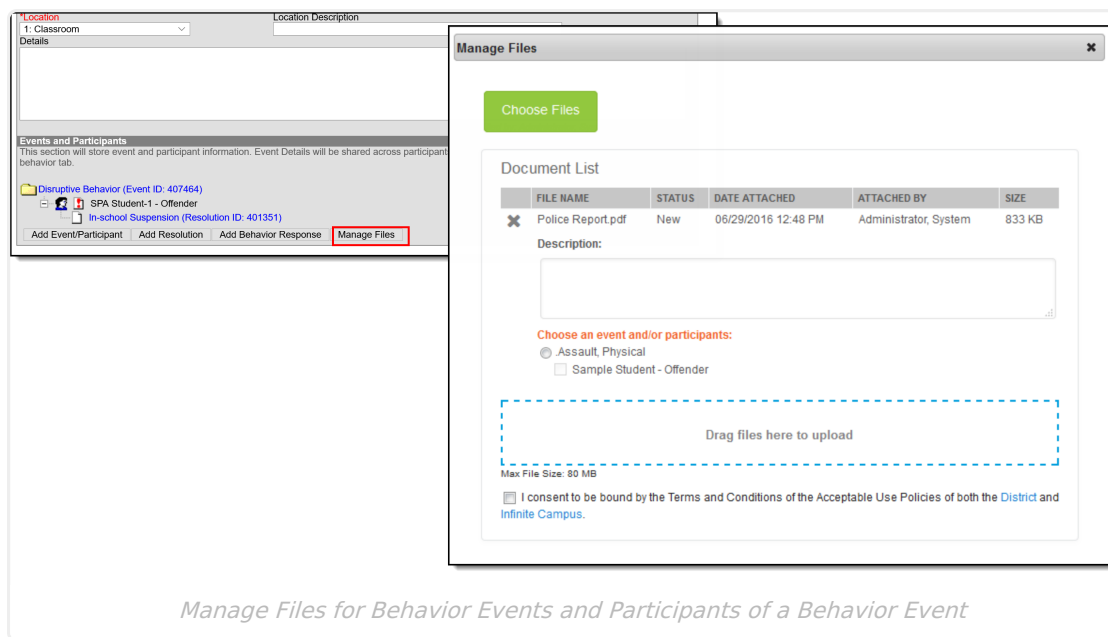 *Location
Location Description
1: Classroom
Details
Events and Participants
This section will store event and participant information. Event Details will be shared across participant
behavior tab.
Disruptive Behavior (Event ID: 407464)
SPA Student-1 - Offender
In-school Suspension (Resolution ID: 401351)
Add Event/Participant Add Resolution Add Behavior Response Manage Files
Manage Files
Choose Files
Document List
FILE NAME STATUS DATE ATTACHED ATTACHED BY SIZE
Police Report.pdf New 06/29/2016 12:48 PM Administrator, System 833 KB
Description:
Choose an event and/or participants:
.Assault, Physical
Sample Student - Offender
Drag files here to upload
Max File Size: 80 MB
I consent to be bound by the Terms and Conditions of the Acceptable Use Policies of both the District and
Infinite Campus.
Manage Files for Behavior Events and Participants of a Behavior Event